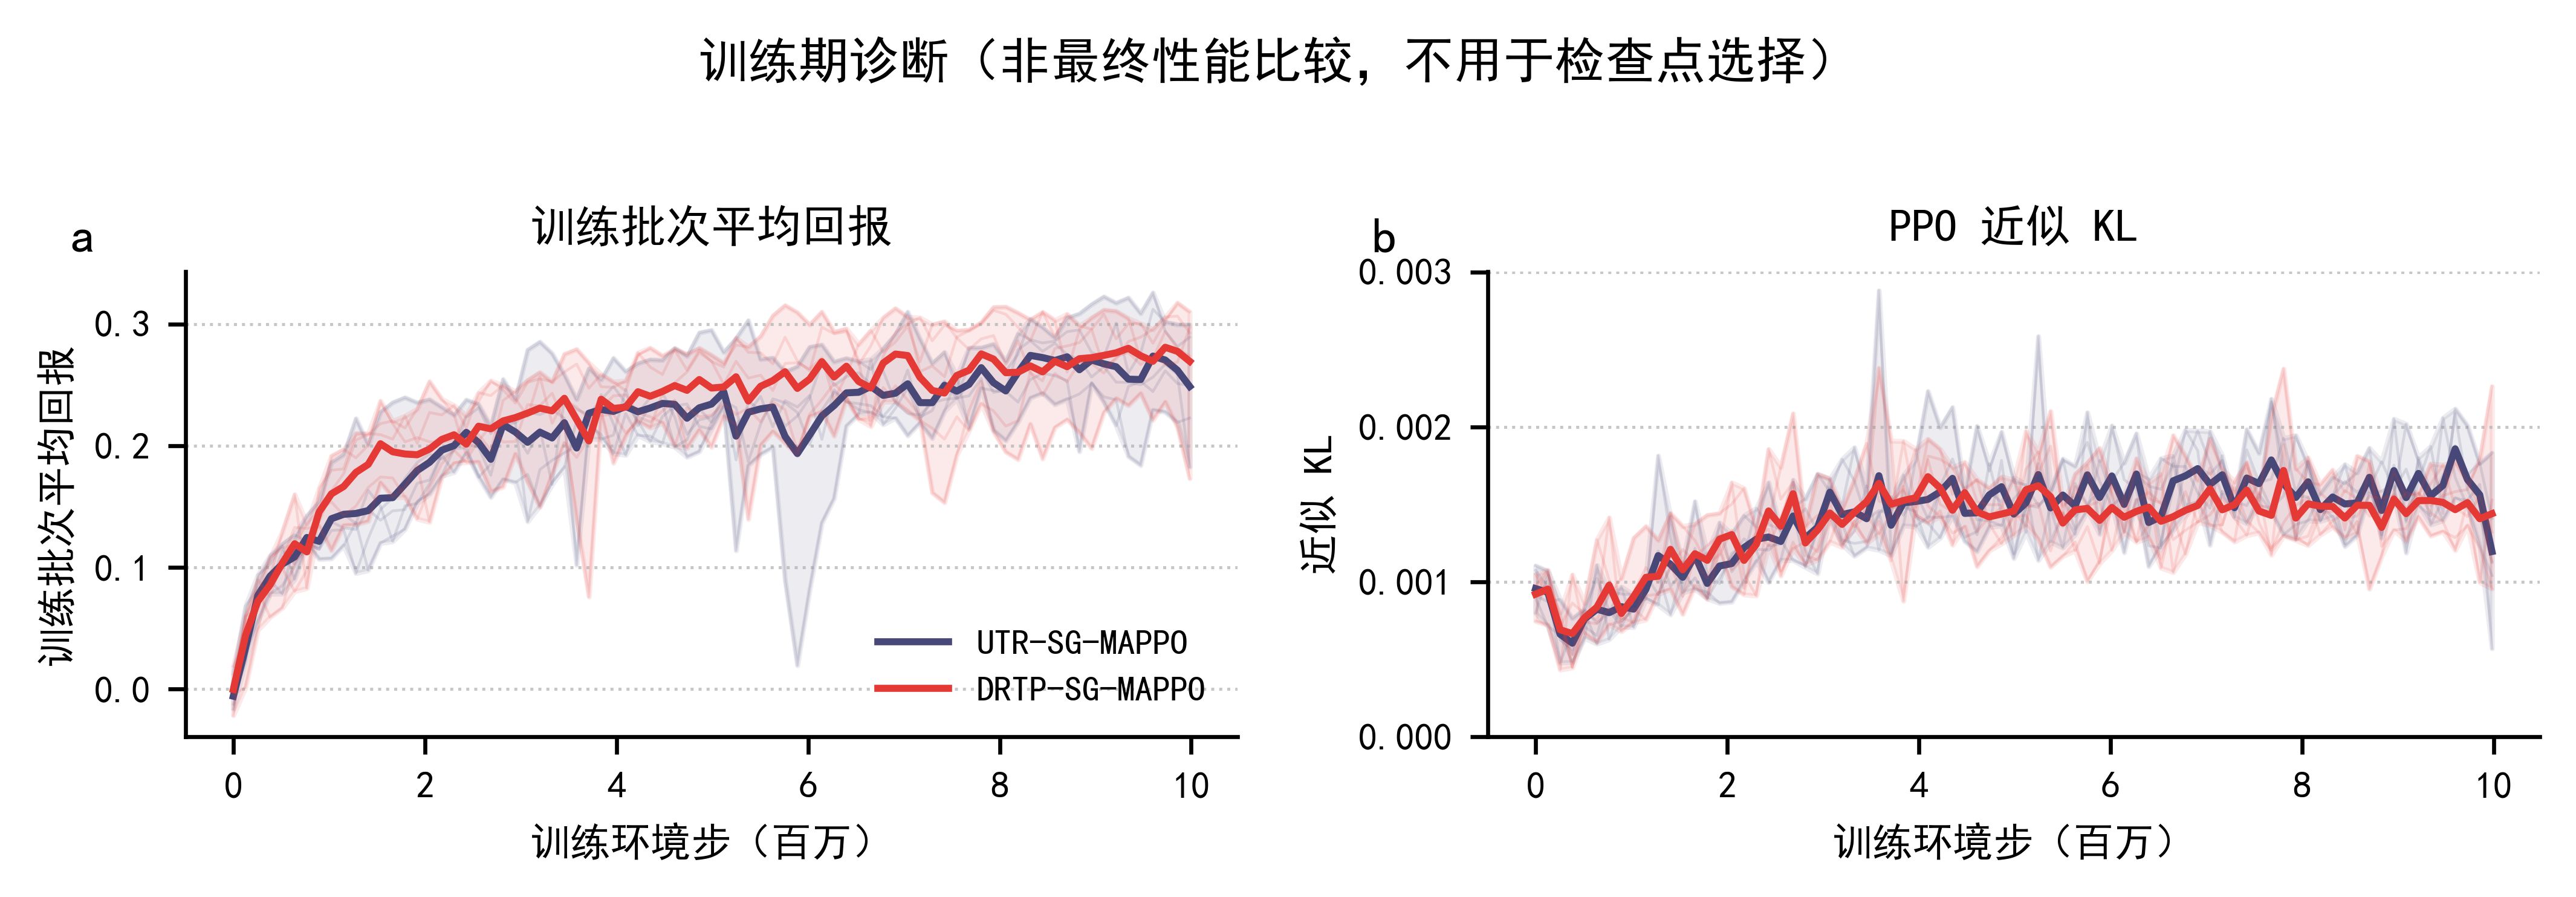 训练期诊断（非最终性能比较，不用于检查点选择）
a
训练批次平均回报
训练批次平均回报
0.3
0.2
0.1
0.0
UTR-SG-MAPPO
DRTP-SG-MAPPO
0 2 4 6 8 10
训练环境步（百万）
b
PPO 近似 KL
近似 KL
0.003
0.002
0.001
0.000
0 2 4 6 8 10
训练环境步（百万）